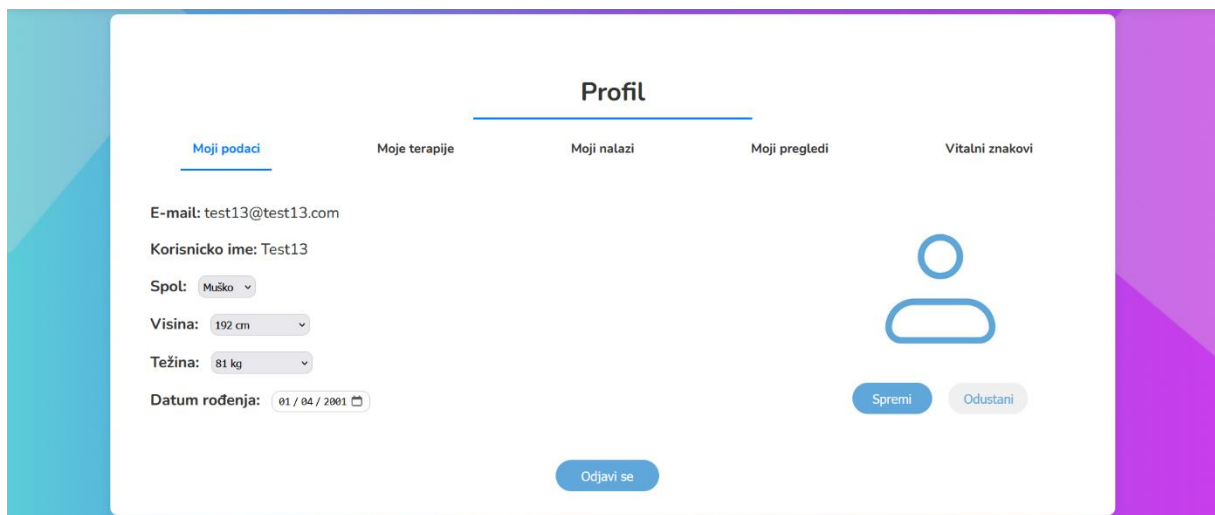 Profil
Moji podaci Moje terapije Moji nalazi Moji pregledi Vitalni znakovi
E-mail: test13@test13.com
Korisnicko ime: Test13
Spol: Muško
Visina: 192 cm
Težina: 81 kg
Datum rođenja: 01 / 04 / 2001
Spremi Odustani
Odjavi se